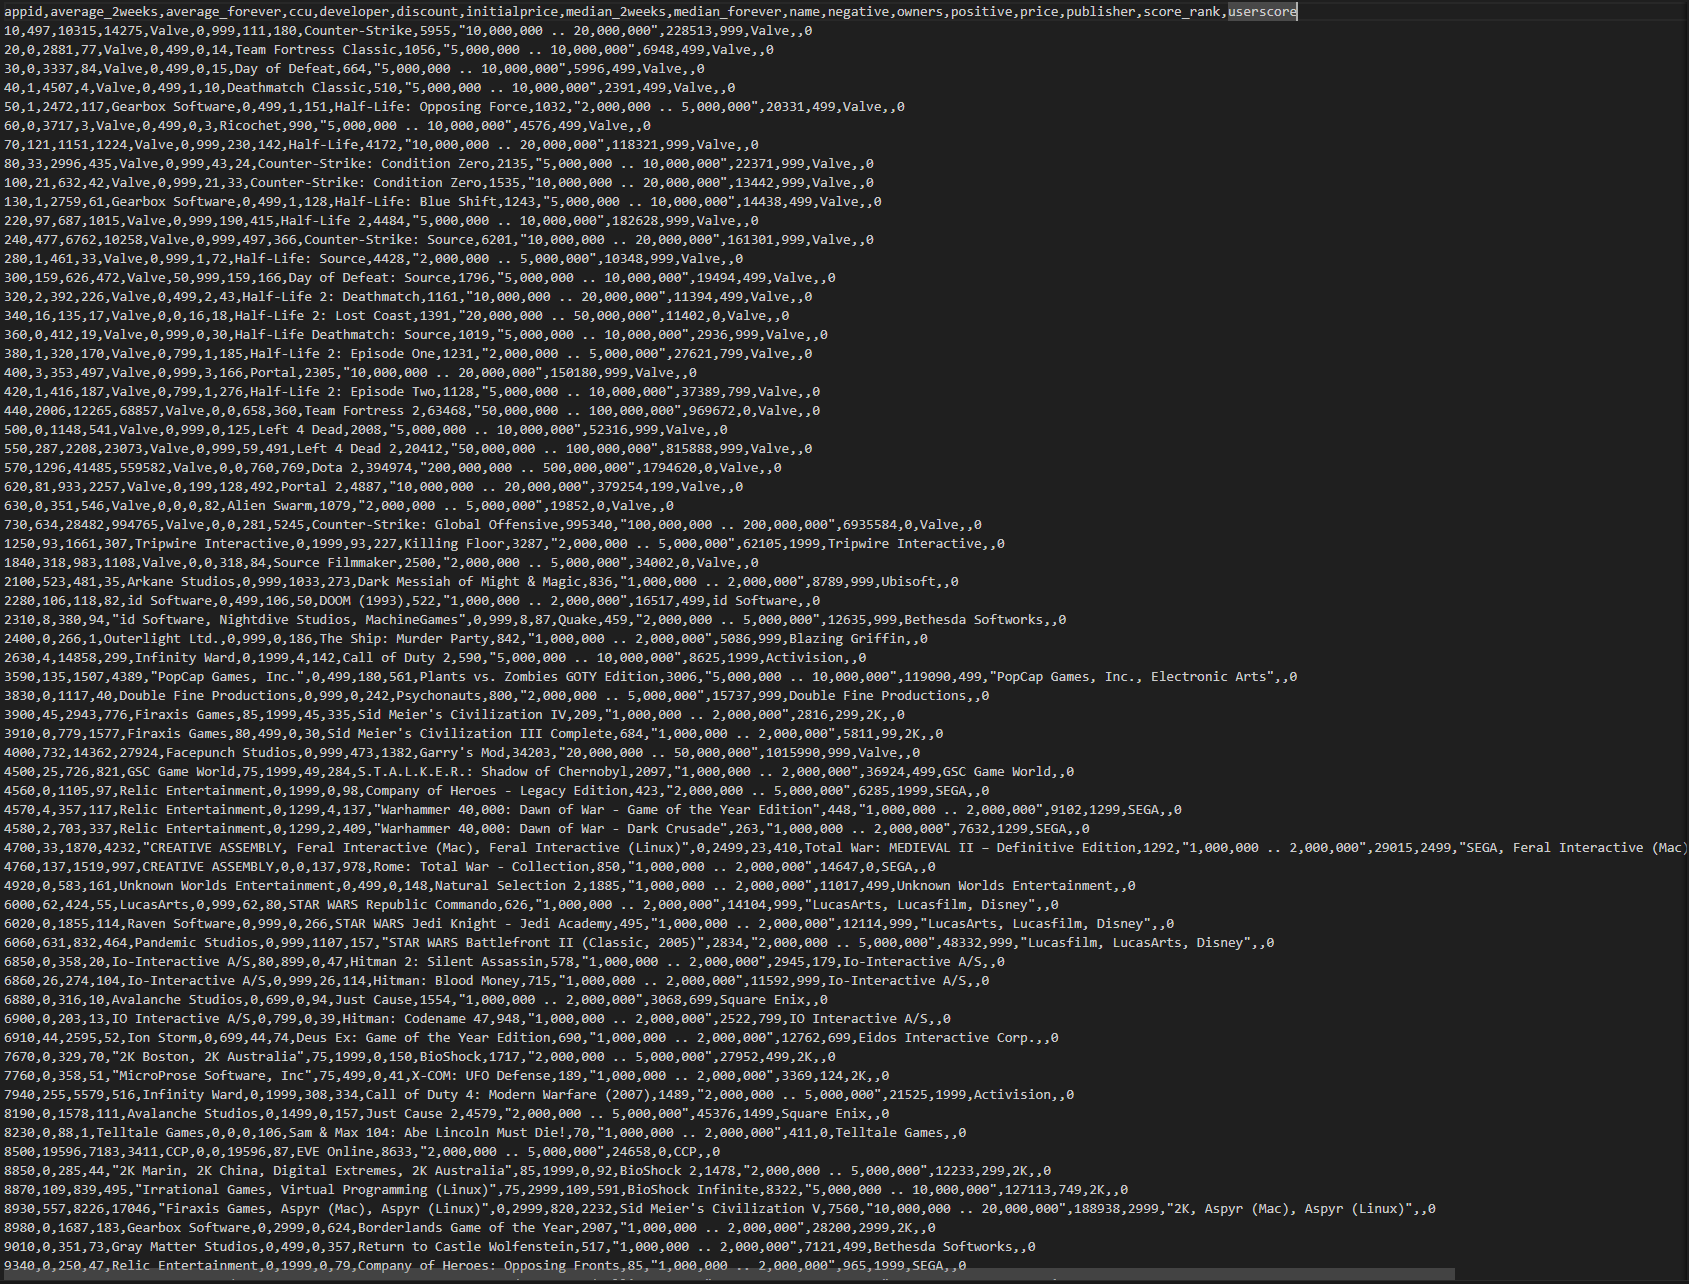 appid,average_2weeks,average_forever,ccu,developer,discount,initialprice,median_2weeks,median_forever,name,negative,owners,positive,price,publisher,score_rank,userscore
10,497,10315,14275,Valve,0,999,111,180,Counter-Strike,5955,"10,000,000 .. 20,000,000",228513,999,Valve,,0
20,0,2881,77,Valve,0,499,0,14,Team Fortress Classic,1056,"5,000,000 .. 10,000,000",6948,499,Valve,,0
30,0,3337,84,Valve,0,499,0,15,Day of Defeat,664,"5,000,000 .. 10,000,000",5996,499,Valve,,0
40,1,4507,4,Valve,0,499,1,10,Deathmatch Classic,510,"5,000,000 .. 10,000,000",2391,499,Valve,,0
50,1,2472,117,Gearbox Software,0,499,1,151,Half-Life: Opposing Force,1032,"2,000,000 .. 5,000,000",20331,499,Valve,,0
60,0,3717,3,Valve,0,499,0,3,Ricochet,990,"5,000,000 .. 10,000,000",4576,499,Valve,,0
70,121,1151,1224,Valve,0,999,230,142,Half-Life,4172,"10,000,000 .. 20,000,000",118321,999,Valve,,0
80,33,2996,435,Valve,0,999,43,24,Counter-Strike: Condition Zero,2135,"5,000,000 .. 10,000,000",22371,999,Valve,,0
100,21,632,42,Valve,0,999,21,33,Counter-Strike: Condition Zero,1535,"10,000,000 .. 20,000,000",13442,999,Valve,,0
130,1,2759,61,Gearbox Software,0,499,1,128,Half-Life: Blue Shift,1243,"5,000,000 .. 10,000,000",14438,499,Valve,,0
220,97,687,1015,Valve,0,999,190,415,Half-Life 2,4484,"5,000,000 .. 10,000,000",182628,999,Valve,,0
240,477,6762,10258,Valve,0,999,497,366,Counter-Strike: Source,6201,"10,000,000 .. 20,000,000",161301,999,Valve,,0
280,1,461,33,Valve,0,999,1,72,Half-Life: Source,4428,"2,000,000 .. 5,000,000",10348,999,Valve,,0
300,159,626,472,Valve,50,999,159,166,Day of Defeat: Source,1796,"5,000,000 .. 10,000,000",19494,499,Valve,,0
320,2,392,226,Valve,0,499,2,43,Half-Life 2: Deathmatch,1161,"10,000,000 .. 20,000,000",11394,499,Valve,,0
340,16,135,17,Valve,0,0,16,18,Half-Life 2: Lost Coast,1391,"20,000,000 .. 50,000,000",11402,0,Valve,,0
360,0,412,19,Valve,0,999,0,30,Half-Life Deathmatch: Source,1019,"5,000,000 .. 10,000,000",2936,999,Valve,,0
380,1,320,170,Valve,0,799,1,185,Half-Life 2: Episode One,1231,"2,000,000 .. 5,000,000",27621,799,Valve,,0
400,3,353,497,Valve,0,999,3,166,Portal,2305,"10,000,000 .. 20,000,000",150180,999,Valve,,0
420,1,416,187,Valve,0,799,1,276,Half-Life 2: Episode Two,1128,"5,000,000 .. 10,000,000",37389,799,Valve,,0
440,2006,12265,68857,Valve,0,0,658,360,Team Fortress 2,63468,"50,000,000 .. 100,000,000",969672,0,Valve,,0
500,0,1148,541,Valve,0,999,0,125,Left 4 Dead,2008,"5,000,000 .. 10,000,000",52316,999,Valve,,0
550,287,2208,23073,Valve,0,999,59,491,Left 4 Dead 2,20412,"50,000,000 .. 100,000,000",815888,999,Valve,,0
570,1296,41485,559582,Valve,0,0,760,769,Dota 2,394974,"200,000,000 .. 500,000,000",1794620,0,Valve,,0
620,81,933,2257,Valve,0,199,128,492,Portal 2,4887,"10,000,000 .. 20,000,000",379254,199,Valve,,0
630,0,351,546,Valve,0,0,0,82,Alien Swarm,1079,"2,000,000 .. 5,000,000",19852,0,Valve,,0
730,634,28482,994765,Valve,0,0,281,5245,Counter-Strike: Global Offensive,995340,"100,000,000 .. 200,000,000",6935584,0,Valve,,0
1250,93,1661,307,Tripwire Interactive,0,1999,93,227,Killing Floor,3287,"2,000,000 .. 5,000,000",62105,1999,Tripwire Interactive,,0
1840,318,983,1108,Valve,0,0,318,84,Source Filmmaker,2500,"2,000,000 .. 5,000,000",34002,0,Valve,,0
2100,523,481,35,Arkane Studios,0,999,1033,273,Dark Messiah of Might & Magic,836,"1,000,000 .. 2,000,000",8789,999,Ubisoft,,0
2280,106,118,82,id Software,0,499,106,50,DOOM (1993),522,"1,000,000 .. 2,000,000",16517,499,id Software,,0
2310,8,380,94,"id Software, Nightdive Studios, MachineGames",0,999,8,87,Quake,459,"2,000,000 .. 5,000,000",12635,999,Bethesda Softworks,,0
2400,0,266,1,Outerlight Ltd.,0,999,0,186,The Ship: Murder Party,842,"1,000,000 .. 2,000,000",5086,999,Blazing Griffin,,0
2630,4,14858,299,Infinity Ward,0,1999,4,142,Call of Duty 2,590,"5,000,000 .. 10,000,000",8625,1999,Activision,,0
3590,135,1507,4389,"PopCap Games, Inc.",0,499,180,561,Plants vs. Zombies GOTY Edition,3006,"5,000,000 .. 10,000,000",119090,499,"PopCap Games, Inc., Electronic Arts",,0
3830,0,1117,40,Double Fine Productions,0,999,0,242,Psychonauts,800,"2,000,000 .. 5,000,000",15737,999,Double Fine Productions,,0
3900,45,2943,776,Firaxis Games,85,1999,45,335,Sid Meier's Civilization IV,209,"1,000,000 .. 2,000,000",2816,299,2K,,0
3910,0,779,1577,Firaxis Games,80,499,0,30,Sid Meier's Civilization III Complete,684,"1,000,000 .. 2,000,000",5811,99,2K,,0
4000,732,14362,27924,Facepunch Studios,0,999,473,1382,Garry's Mod,34203,"20,000,000 .. 50,000,000",1015990,999,Valve,,0
4500,25,726,821,GSC Game World,75,1999,49,284,S.T.A.L.K.E.R.: Shadow of Chernobyl,2097,"1,000,000 .. 2,000,000",36924,499,GSC Game World,,0
4560,0,1105,97,Relic Entertainment,0,1999,0,98,Company of Heroes - Legacy Edition,423,"2,000,000 .. 5,000,000",6285,1999,SEGA,,0
4570,4,357,117,Relic Entertainment,0,1299,4,137,"Warhammer 40,000: Dawn of War - Game of the Year Edition",448,"1,000,000 .. 2,000,000",9102,1299,SEGA,,0
4580,2,703,337,Relic Entertainment,0,1299,2,409,"Warhammer 40,000: Dawn of War - Dark Crusade",263,"1,000,000 .. 2,000,000",7632,1299,SEGA,,0
4700,33,1870,4232,"CREATIVE ASSEMBLY, Feral Interactive (Mac), Feral Interactive (Linux)",0,2499,23,410,Total War: MEDIEVAL II – Definitive Edition,1292,"1,000,000 .. 2,000,000",29015,2499,"SEGA, Feral Interactive (Mac)
4760,137,1519,997,CREATIVE ASSEMBLY,0,0,137,978,Rome: Total War - Collection,850,"1,000,000 .. 2,000,000",14647,0,SEGA,,0
4920,0,583,161,Unknown Worlds Entertainment,0,499,0,148,Natural Selection 2,1885,"1,000,000 .. 2,000,000",11017,499,Unknown Worlds Entertainment,,0
6000,62,424,55,LucasArts,0,999,62,80,STAR WARS Republic Commando,626,"1,000,000 .. 2,000,000",14104,999,"LucasArts, Lucasfilm, Disney",,0
6020,0,1855,114,Raven Software,0,999,0,266,STAR WARS Jedi Knight - Jedi Academy,495,"1,000,000 .. 2,000,000",12114,999,"LucasArts, Lucasfilm, Disney",,0
6060,631,832,464,Pandemic Studios,0,999,1107,157,"STAR WARS Battlefront II (Classic, 2005)",2834,"2,000,000 .. 5,000,000",48332,999,"Lucasfilm, LucasArts, Disney",,0
6850,0,358,20,Io-Interactive A/S,80,899,0,47,Hitman 2: Silent Assassin,578,"1,000,000 .. 2,000,000",2945,179,Io-Interactive A/S,,0
6860,26,274,104,Io-Interactive A/S,0,999,26,114,Hitman: Blood Money,715,"1,000,000 .. 2,000,000",11592,999,Io-Interactive A/S,,0
6880,0,316,10,Avalanche Studios,0,699,0,94,Just Cause,1554,"1,000,000 .. 2,000,000",3068,699,Square Enix,,0
6900,0,203,13,IO Interactive A/S,0,799,0,39,Hitman: Codename 47,948,"1,000,000 .. 2,000,000",2522,799,IO Interactive A/S,,0
6910,44,2595,52,Ion Storm,0,699,44,74,Deus Ex: Game of the Year Edition,690,"1,000,000 .. 2,000,000",12762,699,Eidos Interactive Corp.,,0
7670,0,329,70,"2K Boston, 2K Australia",75,1999,0,150,BioShock,1717,"2,000,000 .. 5,000,000",27952,499,2K,,0
7760,0,358,51,"MicroProse Software, Inc",75,499,0,41,X-COM: UFO Defense,189,"1,000,000 .. 2,000,000",3369,124,2K,,0
7940,255,5579,516,Infinity Ward,0,1999,308,334,Call of Duty 4: Modern Warfare (2007),1489,"2,000,000 .. 5,000,000",21525,1999,Activision,,0
8190,0,1578,111,Avalanche Studios,0,1499,0,157,Just Cause 2,4579,"2,000,000 .. 5,000,000",45376,1499,Square Enix,,0
8230,0,88,1,Telltale Games,0,0,0,106,Sam & Max 104: Abe Lincoln Must Die!,70,"1,000,000 .. 2,000,000",411,0,Telltale Games,,0
8500,19596,7183,3411,CCP,0,0,19596,87,EVE Online,8633,"2,000,000 .. 5,000,000",24658,0,CCP,,0
8850,0,285,44,"2K Marin, 2K China, Digital Extremes, 2K Australia",85,1999,0,92,BioShock 2,1478,"2,000,000 .. 5,000,000",12233,299,2K,,0
8870,109,839,495,"Irrational Games, Virtual Programming (Linux)",75,2999,109,591,BioShock Infinite,8322,"5,000,000 .. 10,000,000",127113,749,2K,,0
8930,557,8226,17046,"Firaxis Games, Aspyr (Mac), Aspyr (Linux)",0,2999,820,2232,Sid Meier's Civilization V,7560,"10,000,000 .. 20,000,000",188938,2999,"2K, Aspyr (Mac), Aspyr (Linux)",,0
8980,0,1687,183,Gearbox Software,0,2999,0,624,Borderlands Game of the Year,2907,"1,000,000 .. 2,000,000",28200,2999,2K,,0
9010,0,351,73,Gray Matter Studios,0,499,0,357,Return to Castle Wolfenstein,517,"1,000,000 .. 2,000,000",7121,499,Bethesda Softworks,,0
9340,0,250,47,Relic Entertainment,0,1999,0,79,Company of Heroes: Opposing Fronts,85,"1,000,000 .. 2,000,000",965,1999,SEGA,,0